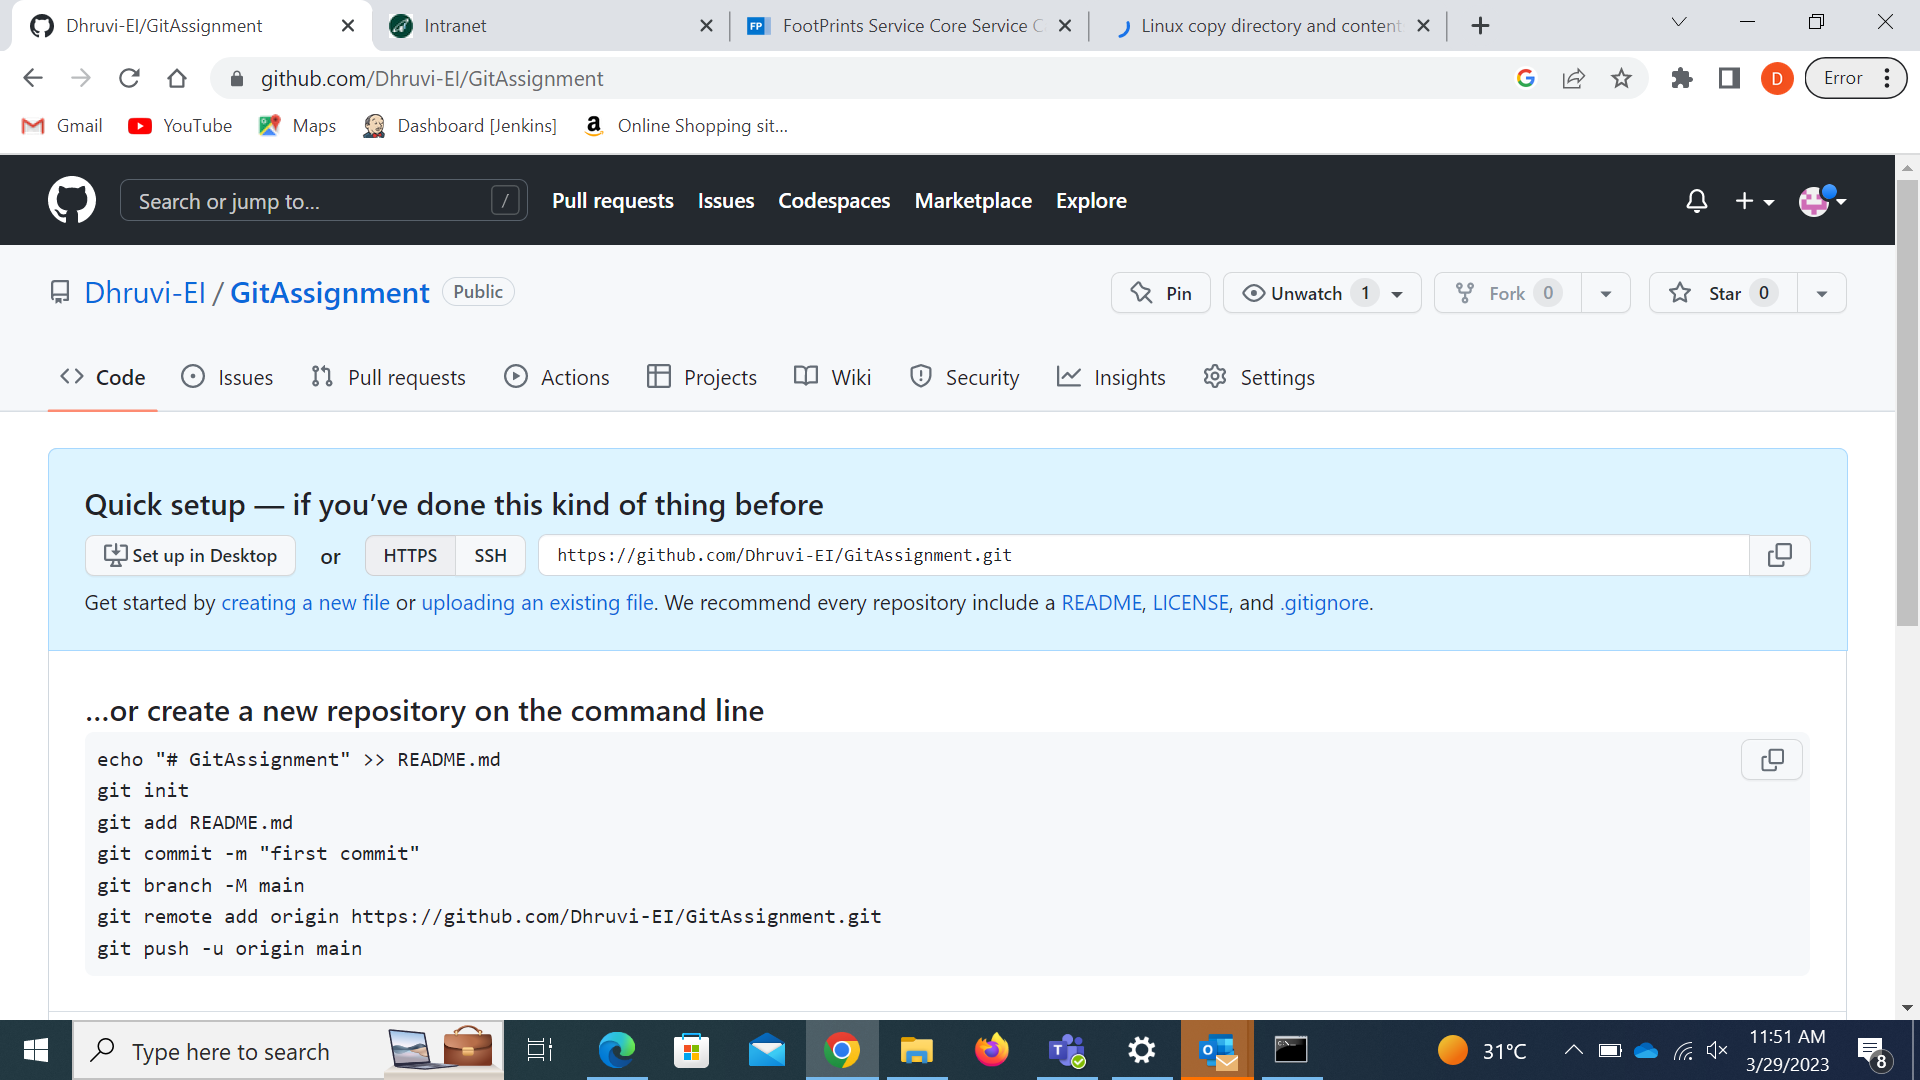 Dhruvi-EI/GitAssignment
Intranet
FootPrints Service Core Service C
Linux copy directory and content
github.com/Dhruvi-EI/GitAssignment
D
Error
Gmail
YouTube
Maps
Dashboard [Jenkins]
Online Shopping sit...
Search or jump to...
/
Pull requests
Issues
Codespaces
Marketplace
Explore
Dhruvi-EI / GitAssignment
Public
Pin
Unwatch 1
Fork 0
Star 0
Code
Issues
Pull requests
Actions
Projects
Wiki
Security
Insights
Settings
Quick setup — if you’ve done this kind of thing before
Set up in Desktop
or
HTTPS
SSH
https://github.com/Dhruvi-EI/GitAssignment.git
Get started by creating a new file or uploading an existing file. We recommend every repository include a README, LICENSE, and .gitignore.
…or create a new repository on the command line
echo "# GitAssignment" >> README.md
git init
git add README.md
git commit -m "first commit"
git branch -M main
git remote add origin https://github.com/Dhruvi-EI/GitAssignment.git
git push -u origin main
Type here to search
31°C
11:51 AM
3/29/2023
8